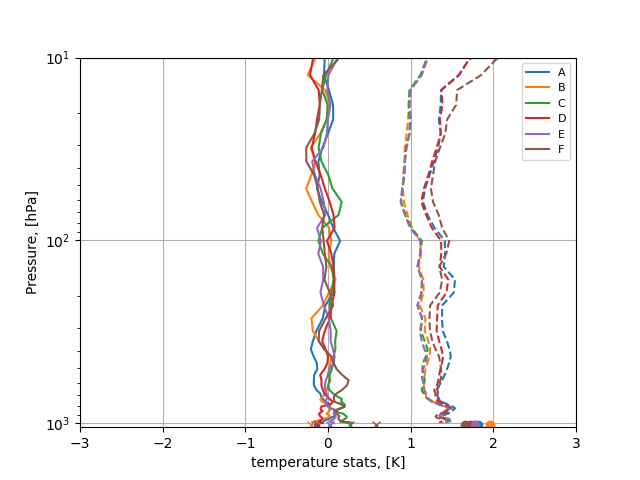 10¹
10²
10³
Pressure, [hPa]
A
B
C
D
E
F
−3
−2
−1
0
1
2
3
temperature stats, [K]